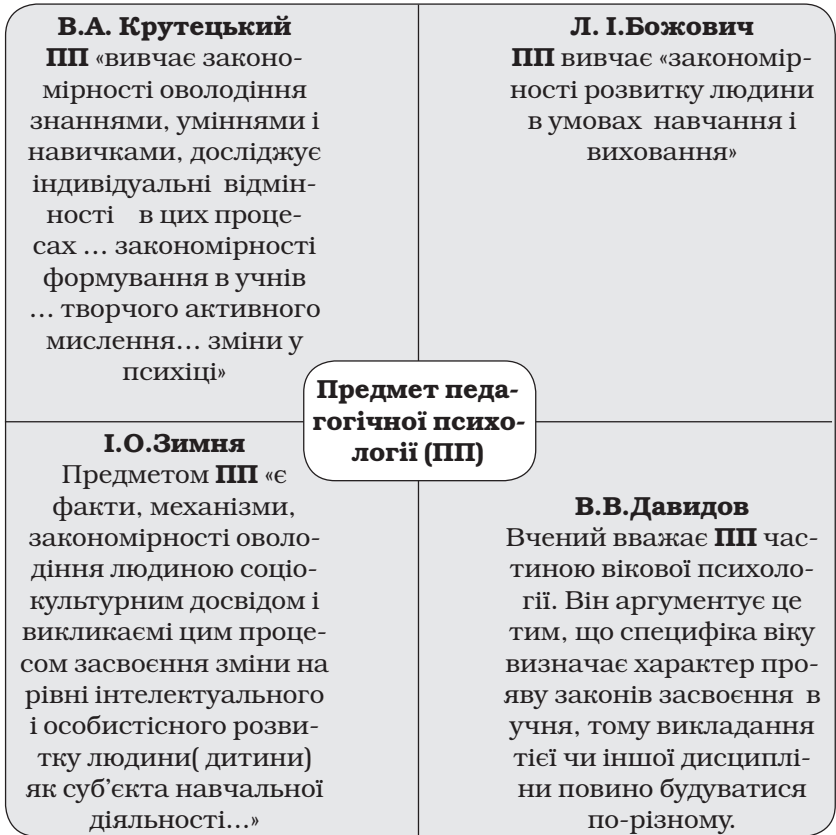 В.А. Крутецький
ПП «вивчає законо-
мірності оволодіння
знаннями, уміннями і
навичками, досліджує
індивідуальні відмін-
ності в цих проце-
сах ... закономірності
формування в учнів
... творчого активного
мислення... зміни у
психіці»
Л. І.Божович
ПП вивчає «закономір-
ності розвитку людини
в умовах навчання і
виховання»
Предмет педа-
гогічної психо-
логії (ПП)
І.О.Зимня
Предметом ПП «є
факти, механізми,
закономірності оволо-
діння людиною соціо-
культурним досвідом і
викликаємі цим проце-
сом засвоєння зміни на
рівні інтелектуального
і особистісного розви-
тку людини( дитини)
як суб’єкта навчальної
діяльності...»
В.В.Давидов
Вчений вважає ПП час-
тиною вікової психоло-
гії. Він аргументує це
тим, що специфіка віку
визначає характер про-
яву законів засвоєння в
учня, тому викладання
тієї чи іншої дисциплі-
ни повино будуватися
по-різному.